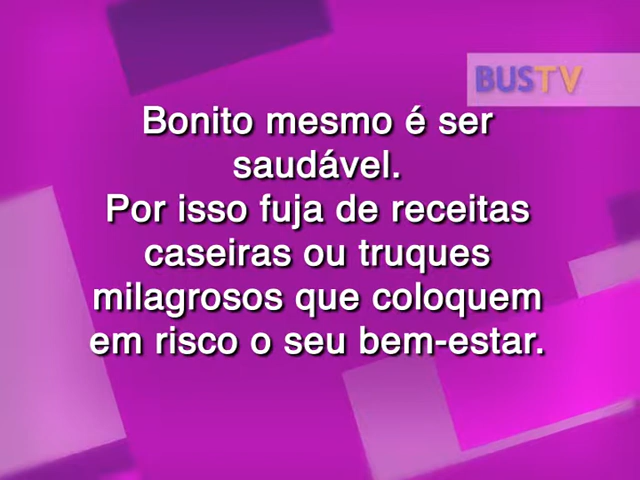 BUSTV
Bonito mesmo é ser
saudável.
Por isso fuja de receitas
caseiras ou truques
milagrosos que coloquem
em risco o seu bem-estar.